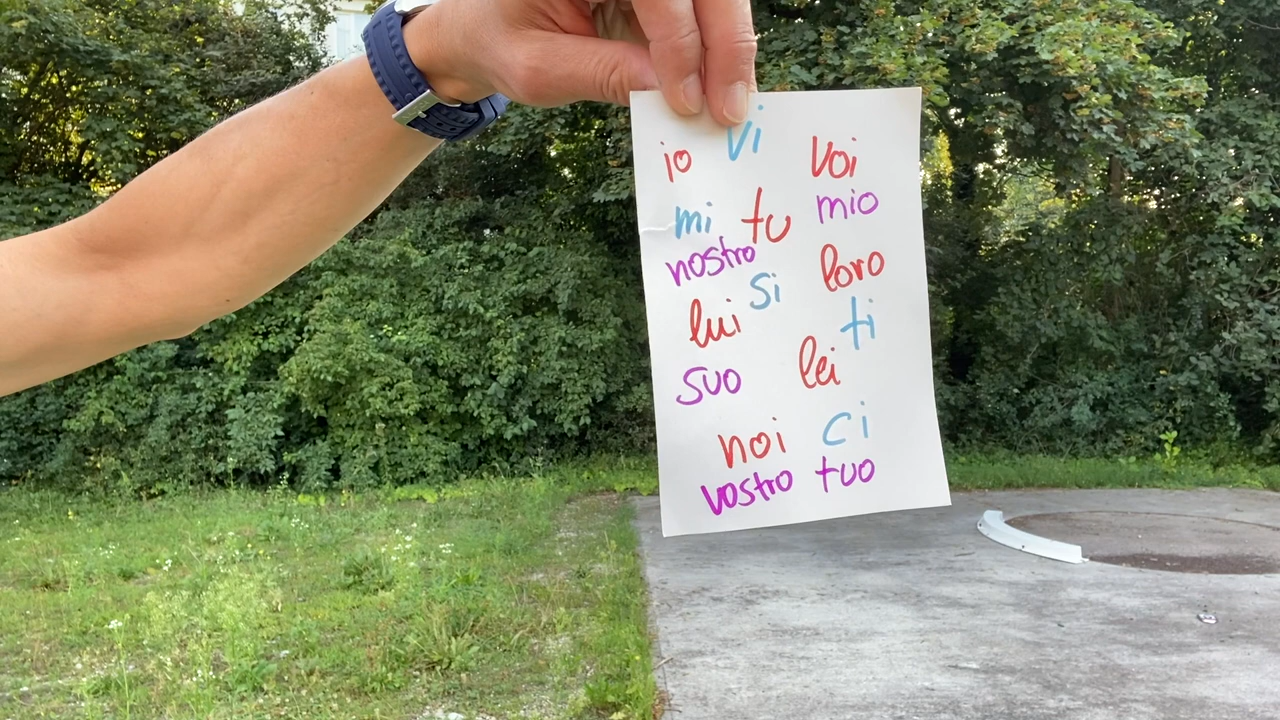 io vi voi
mi tu mio
nostro si loro
lui ti
suo lei
noi ci
vostro tuo